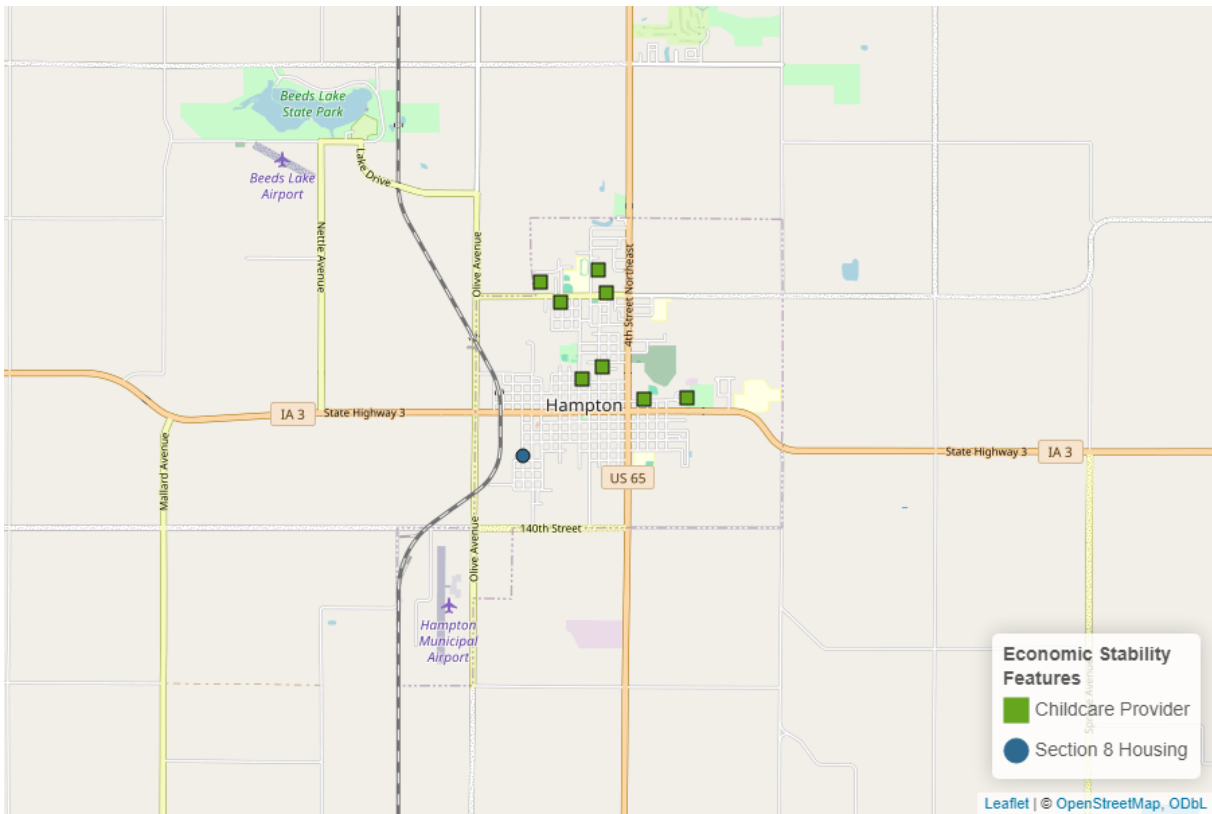 Beeds Lake
State Park
Lake Drive
Beeds Lake
Airport
Nettle Avenue
Olive Avenue
4th Street Northeast
IA 3
State Highway 3
Hampton
Mallard Avenue
State Highway 3
IA 3
US 65
140th Street
Olive Avenue
Hampton
Municipal
Airport
Economic Stability
Features
Childcare Provider
Section 8 Housing
Leaflet | © OpenStreetMap, ODbL